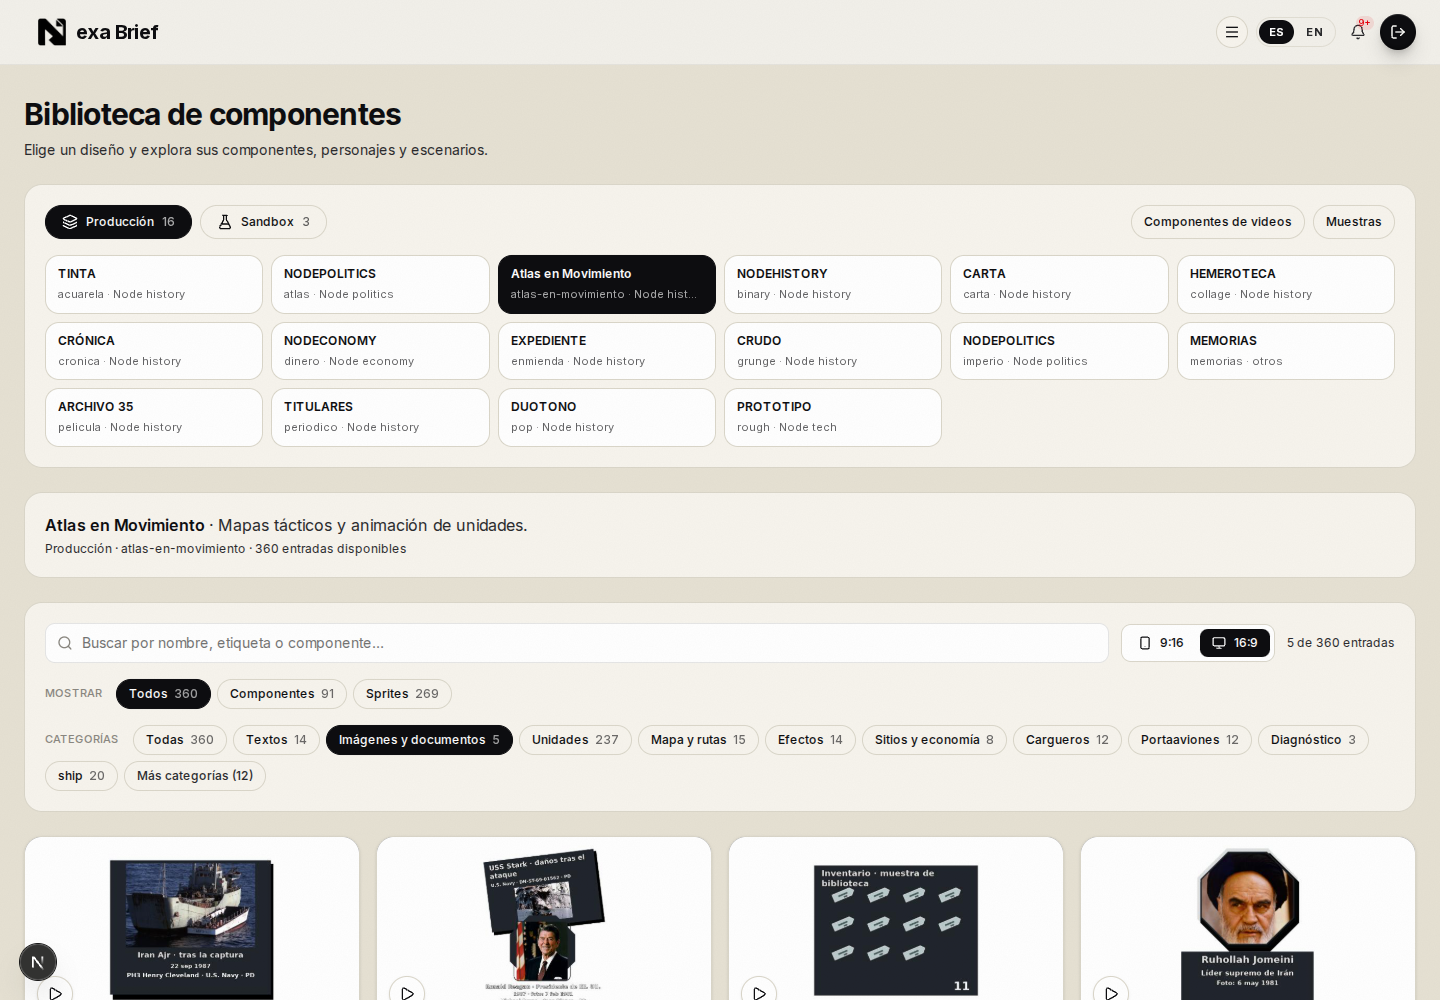 exa Brief
ES EN
9+
Biblioteca de componentes
Elige un diseño y explora sus componentes, personajes y escenarios.
Producción 16
Sandbox 3
Componentes de videos
Muestras
TINTA
acuarela · Node history
NODEPOLITICS
atlas · Node politics
Atlas en Movimiento
atlas-en-movimiento · Node hist...
NODEHISTORY
binary · Node history
CARTA
carta · Node history
HEMEROTECA
collage · Node history
CRÓNICA
cronica · Node history
NODECONOMY
dinero · Node economy
EXPEDIENTE
enmienda · Node history
CRUDO
grunge · Node history
NODEPOLITICS
imperio · Node politics
MEMORIAS
memorias · otros
ARCHIVO 35
pelicula · Node history
TITULARES
periodico · Node history
DUOTONO
pop · Node history
PROTOTIPO
rough · Node tech
Atlas en Movimiento · Mapas tácticos y animación de unidades.
Producción · atlas-en-movimiento · 360 entradas disponibles
Buscar por nombre, etiqueta o componente...
9:16
16:9
5 de 360 entradas
MOSTRAR Todos 360 Componentes 91 Sprites 269
CATEGORÍAS Todas 360 Textos 14 Imágenes y documentos 5 Unidades 237 Mapa y rutas 15 Efectos 14 Sitios y economía 8 Cargueros 12 Portaaviones 12 Diagnóstico 3
ship 20 Más categorías (12)
Iran Ajr · tras la captura
22 sep 1987
PH3 Henry Cleveland · U.S. Navy · PD
USS Stark · daños tras el
ataque
Inventario · muestra de
biblioteca
11
Ruhollah Jomeini
Líder supremo de Irán
Foto: 6 may 1981